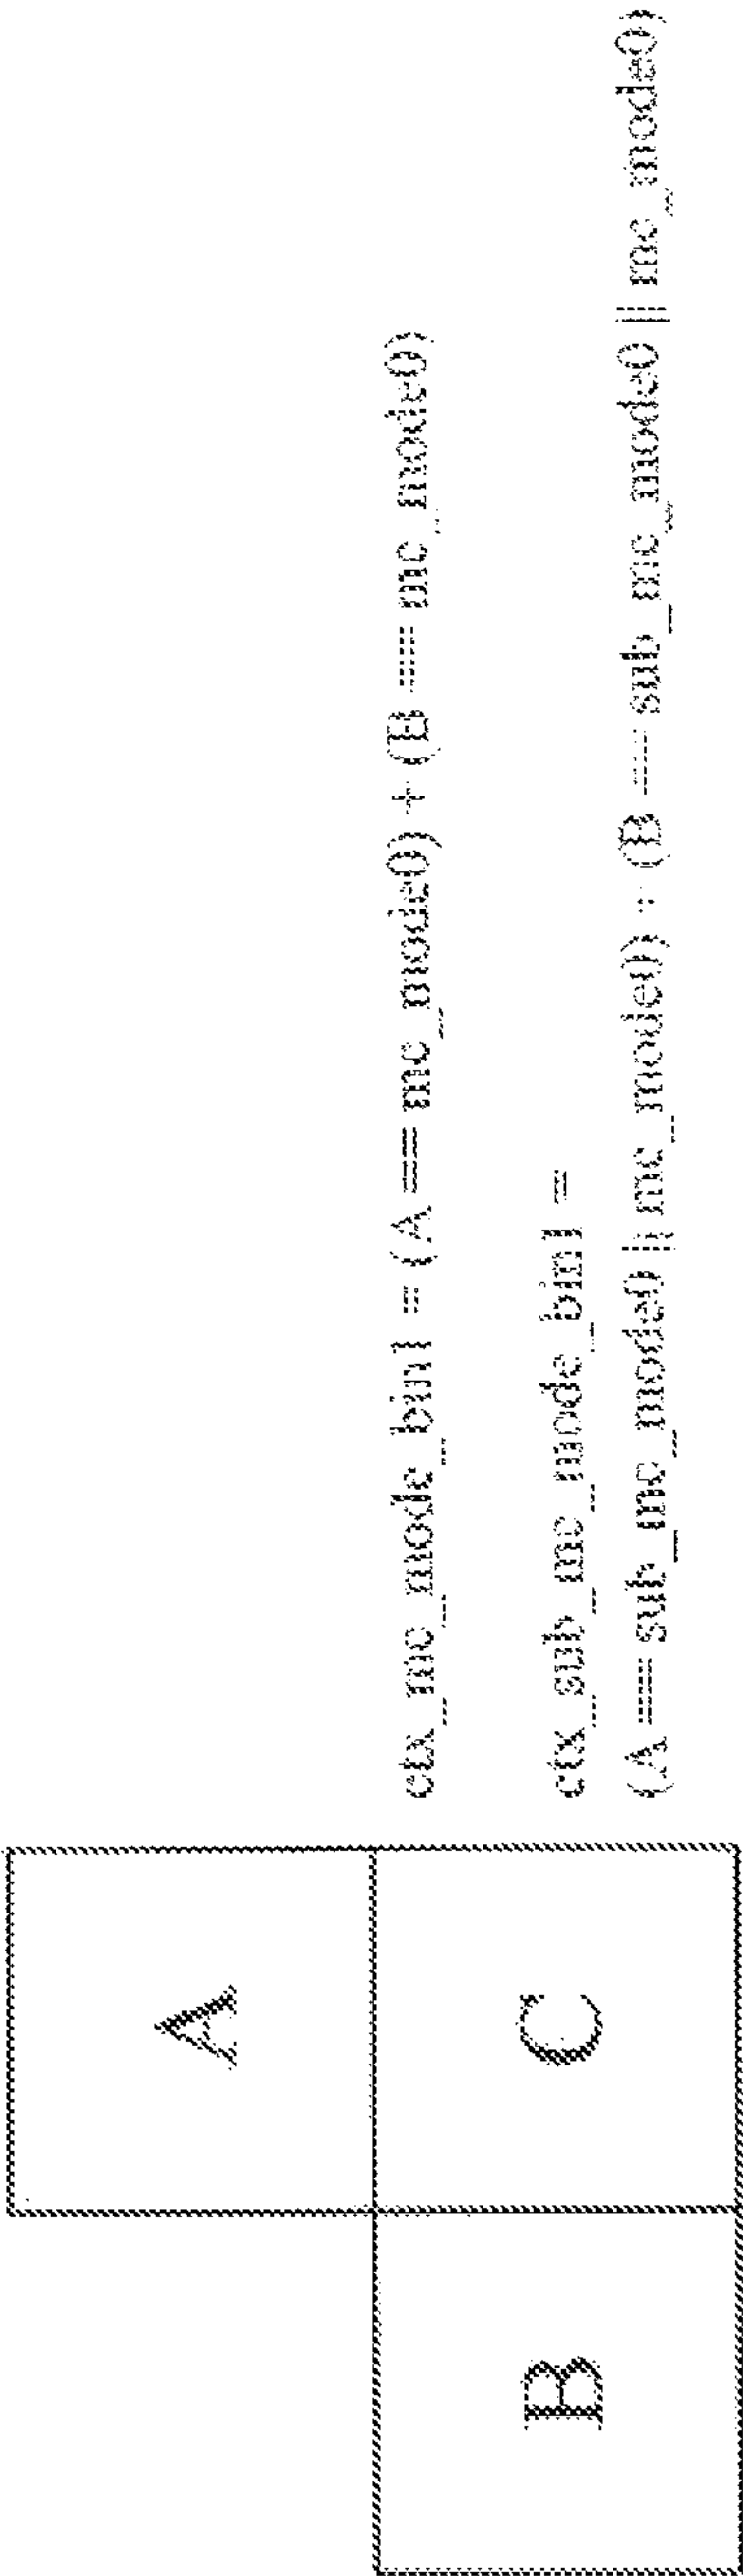 A
B C
ctx_mc_mode_bin1 = (A == mc_mode0) + (B == mc_mode0)
ctx_sub_mc_mode_bin1 =
(A == sub_mc_mode0 || mc_mode0) + (B == sub_mc_mode0 || mc_mode0)